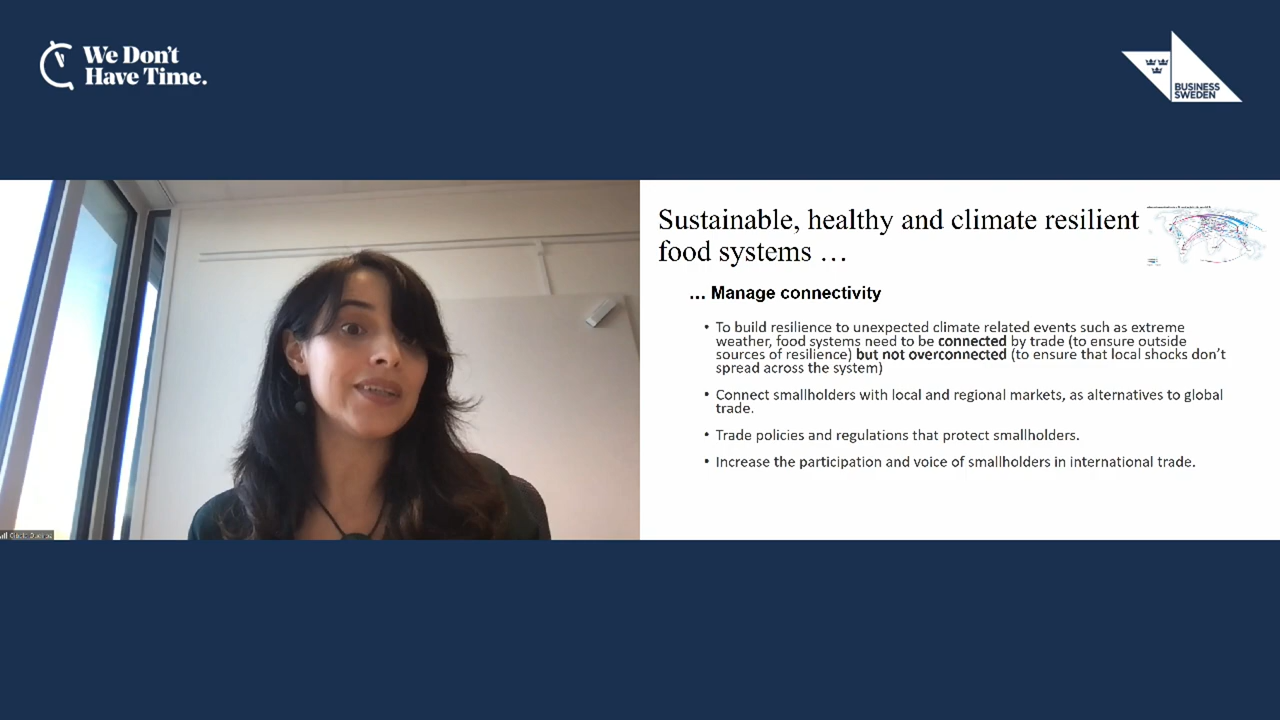 We Don't
Have Time.
BUSINESS
SWEDEN
Sustainable, healthy and climate resilient
food systems …
… Manage connectivity
• To build resilience to unexpected climate related events such as extreme
weather, food systems need to be connected by trade (to ensure outside
sources of resilience) but not overconnected (to ensure that local shocks don't
spread across the system)
• Connect smallholders with local and regional markets, as alternatives to global
trade.
• Trade policies and regulations that protect smallholders.
• Increase the participation and voice of smallholders in international trade.